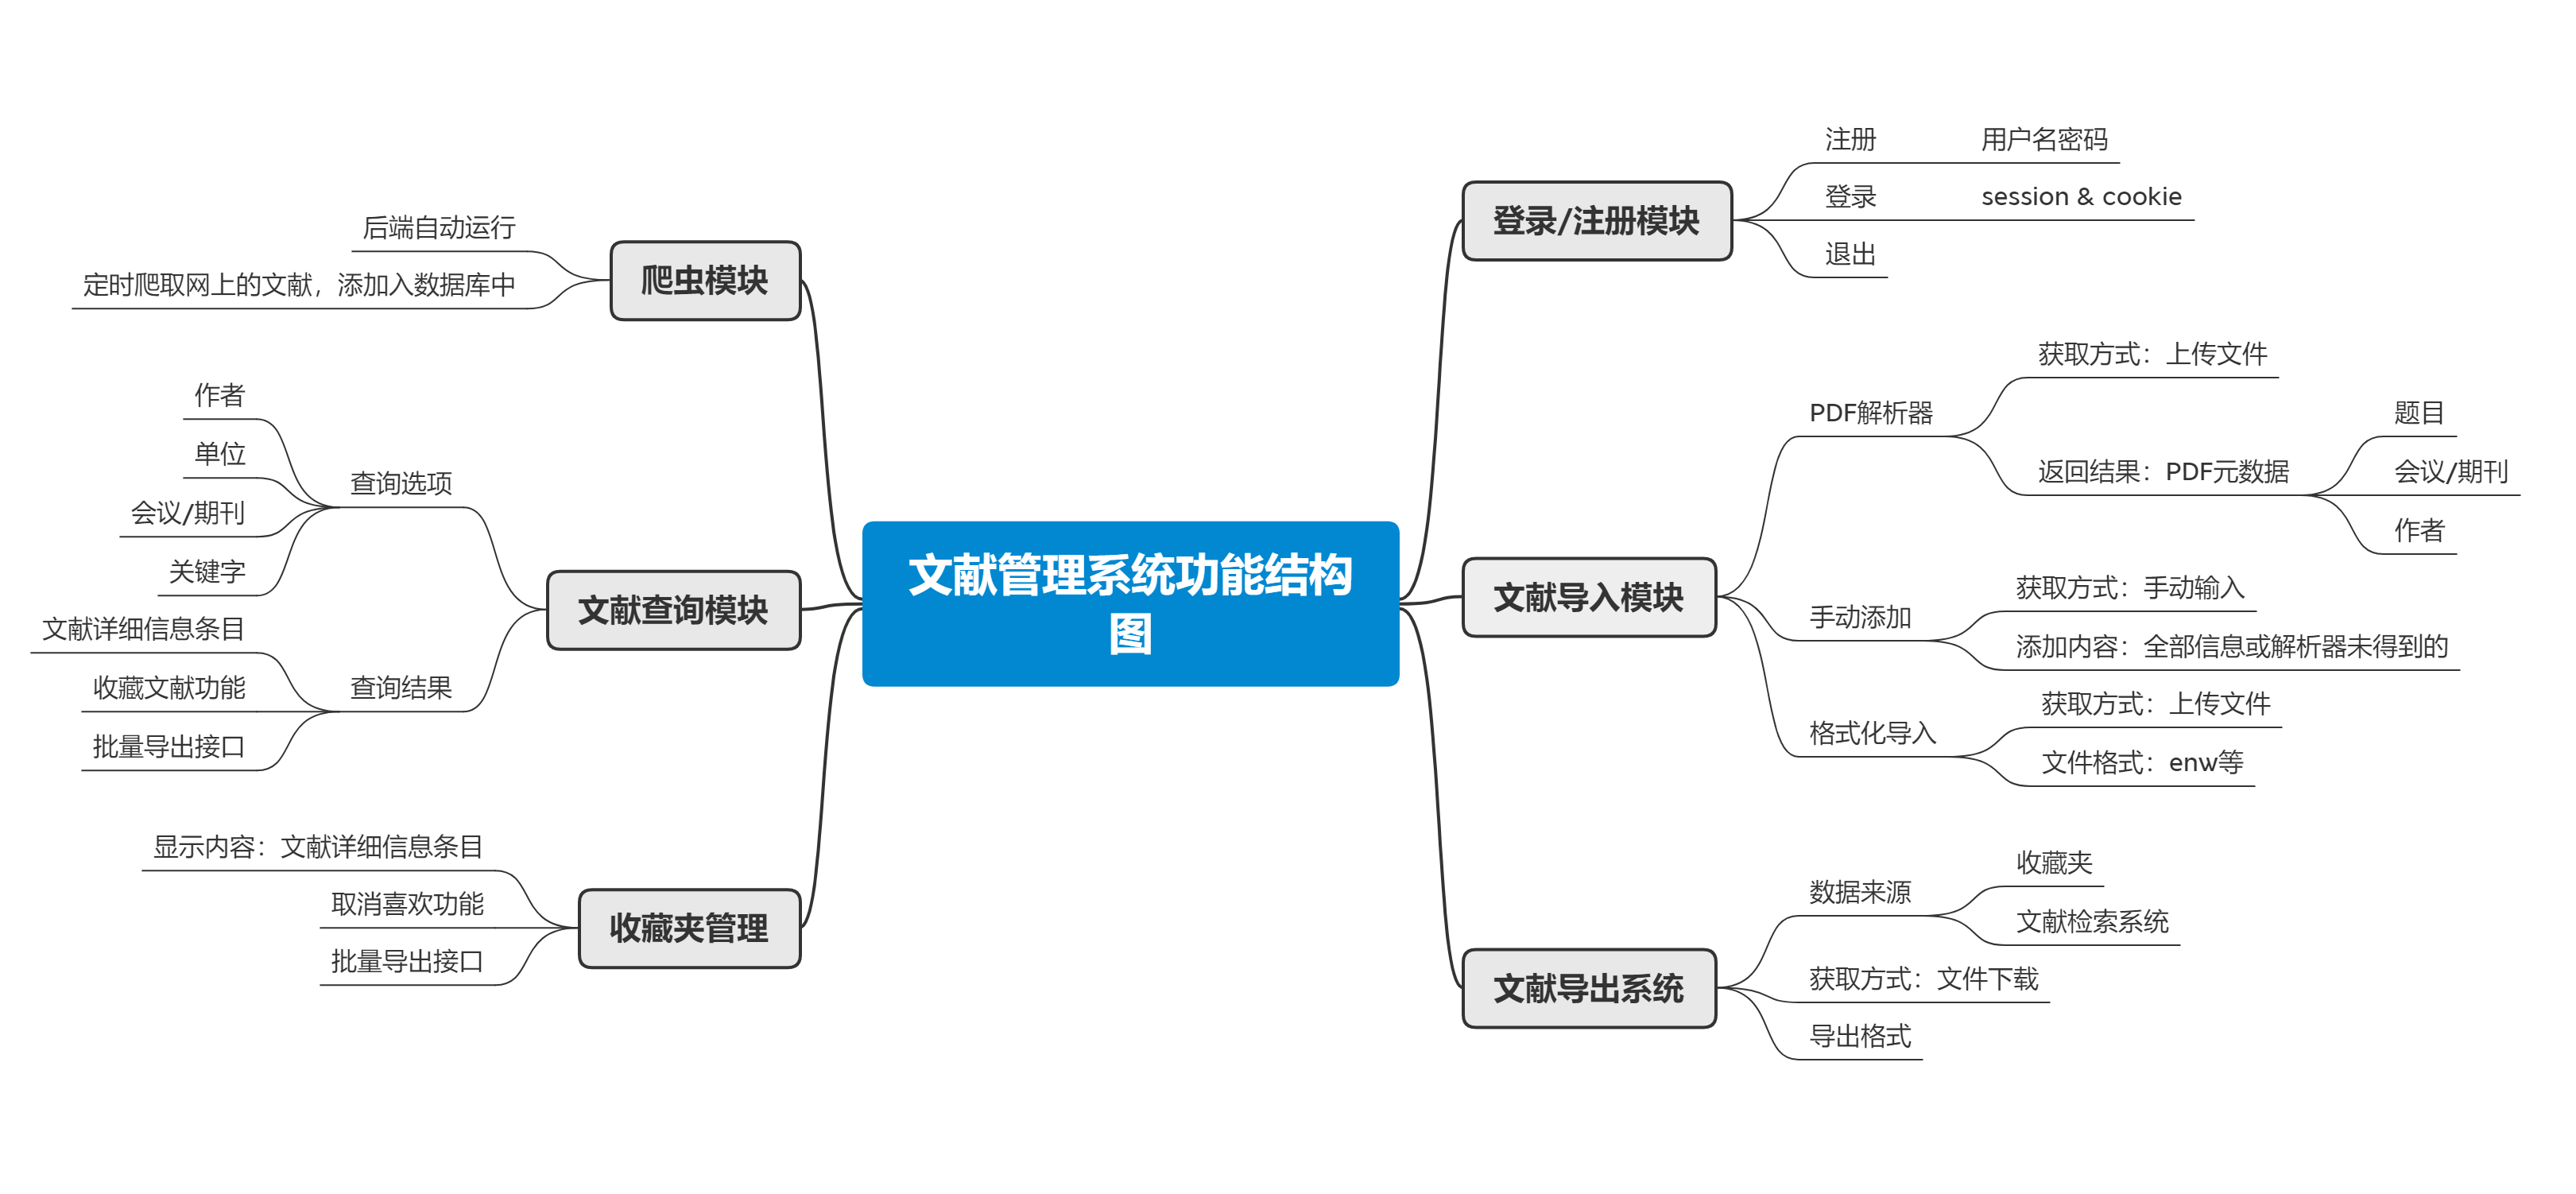 文献管理系统功能结构
图
登录/注册模块
注册
用户名密码
登录
session & cookie
退出
文献导入模块
PDF解析器
获取方式：上传文件
返回结果：PDF元数据
题目
会议/期刊
作者
手动添加
获取方式：手动输入
添加内容：全部信息或解析器未得到的
格式化导入
获取方式：上传文件
文件格式：enw等
文献导出系统
数据来源
收藏夹
文献检索系统
获取方式：文件下载
导出格式
爬虫模块
后端自动运行
定时爬取网上的文献，添加入数据库中
文献查询模块
查询选项
作者
单位
会议/期刊
关键字
查询结果
文献详细信息条目
收藏文献功能
批量导出接口
收藏夹管理
显示内容：文献详细信息条目
取消喜欢功能
批量导出接口